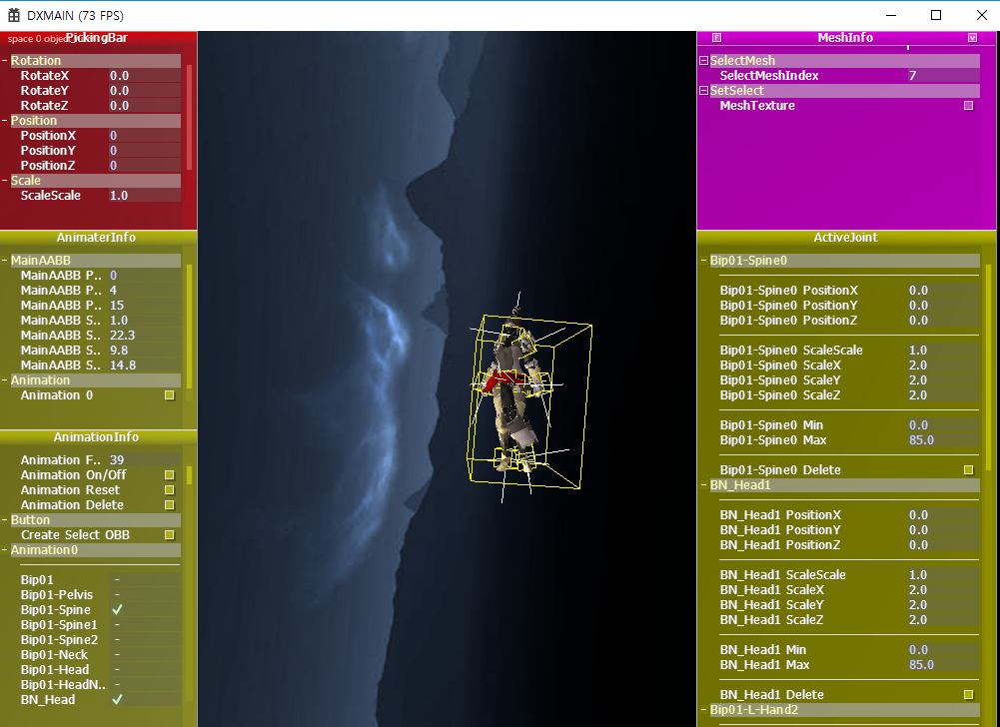 DXMAIN (73 FPS)
PickingBar
Rotation
RotateX 0.0
RotateY 0.0
RotateZ 0.0
Position
PositionX 0
PositionY 0
PositionZ 0
Scale
ScaleScale 1.0
AnimaterInfo
MainAABB
MainAABB P.. 0
MainAABB P.. 4
MainAABB P.. 15
MainAABB S.. 1.0
MainAABB S.. 22.3
MainAABB S.. 9.8
MainAABB S.. 14.8
Animation
Animation 0
AnimationInfo
Animation F.. 39
Animation On/Off
Animation Reset
Animation Delete
Button
Create Select OBB
Animation0
Bip01 -
Bip01-Pelvis -
Bip01-Spine ✓
Bip01-Spine1 -
Bip01-Spine2 -
Bip01-Neck -
Bip01-Head -
Bip01-HeadN.. -
BN_Head ✓
MeshInfo
SelectMesh
SelectMeshIndex 7
SetSelect
MeshTexture
ActiveJoint
Bip01-Spine0
Bip01-Spine0 PositionX 0.0
Bip01-Spine0 PositionY 0.0
Bip01-Spine0 PositionZ 0.0
Bip01-Spine0 ScaleScale 1.0
Bip01-Spine0 ScaleX 2.0
Bip01-Spine0 ScaleY 2.0
Bip01-Spine0 ScaleZ 2.0
Bip01-Spine0 Min 0.0
Bip01-Spine0 Max 85.0
Bip01-Spine0 Delete
BN_Head1
BN_Head1 PositionX 0.0
BN_Head1 PositionY 0.0
BN_Head1 PositionZ 0.0
BN_Head1 ScaleScale 1.0
BN_Head1 ScaleX 2.0
BN_Head1 ScaleY 2.0
BN_Head1 ScaleZ 2.0
BN_Head1 Min 0.0
BN_Head1 Max 85.0
BN_Head1 Delete
Bip01-L-Hand2